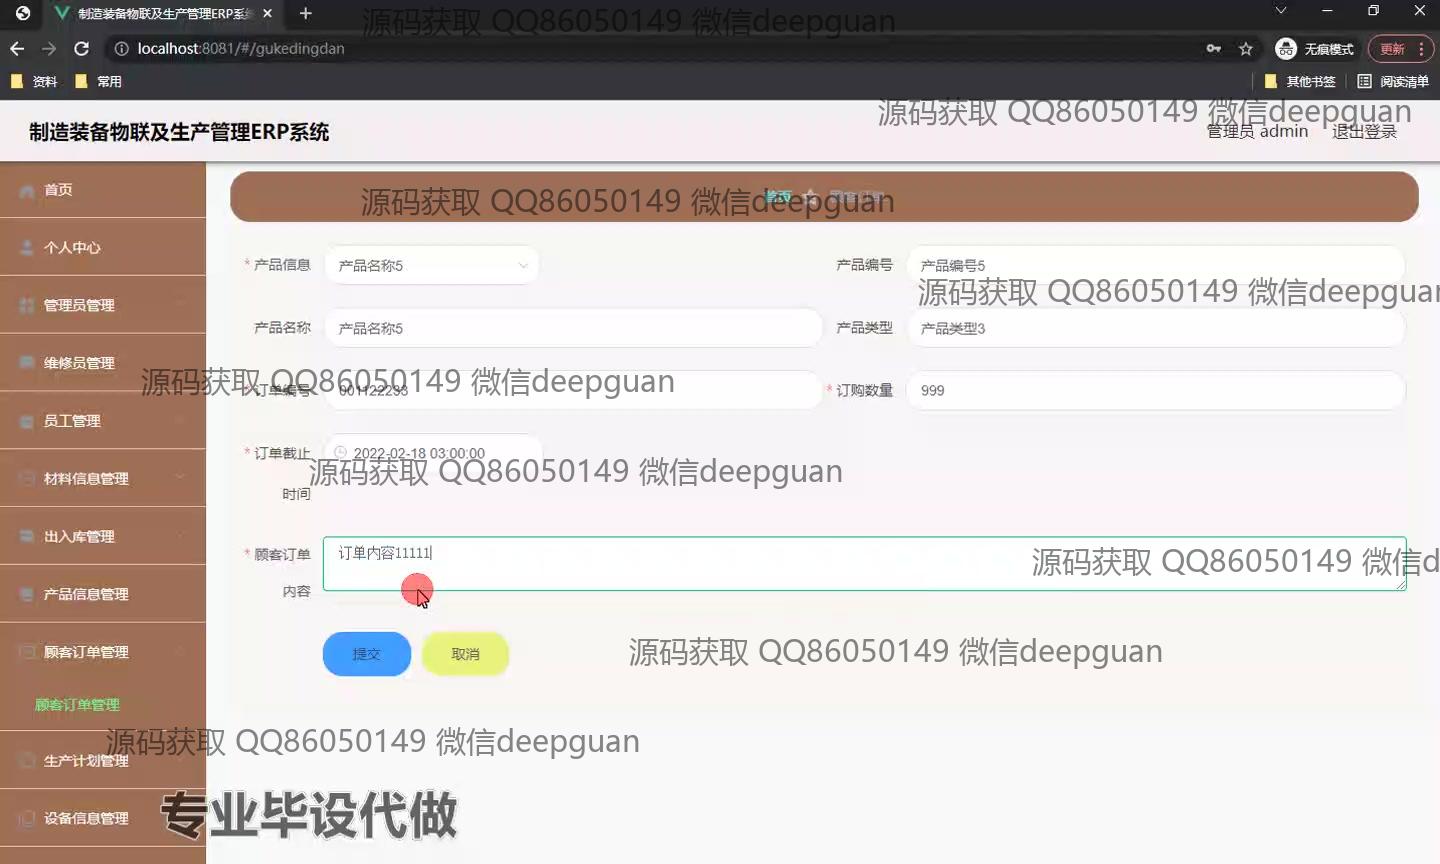 制造装备物联及生产管理ERP系统
源码获取 QQ86050149 微信deepguan
localhost:8081/#/gukedingdan
无痕模式
更新
资料
常用
其他书签
阅读清单
源码获取 QQ86050149 微信deepguan
制造装备物联及生产管理ERP系统
管理员 admin
退出登录
首页
首页
源码获取 QQ86050149 微信deepguan
个人中心
* 产品信息
产品名称5
产品编号
产品编号5
管理员管理
源码获取 QQ86050149 微信deepguan
产品名称
产品名称5
产品类型
产品类型3
维修员管理
源码获取 QQ86050149 微信deepguan
* 订单编号
001122233
* 订购数量
999
员工管理
* 订单截止时间
2022-02-18 03:00:00
源码获取 QQ86050149 微信deepguan
材料信息管理
出入库管理
* 顾客订单内容
订单内容11111
源码获取 QQ86050149 微信d
产品信息管理
顾客订单管理
提交
取消
源码获取 QQ86050149 微信deepguan
顾客订单管理
源码获取 QQ86050149 微信deepguan
生产计划管理
设备信息管理
专业毕设代做